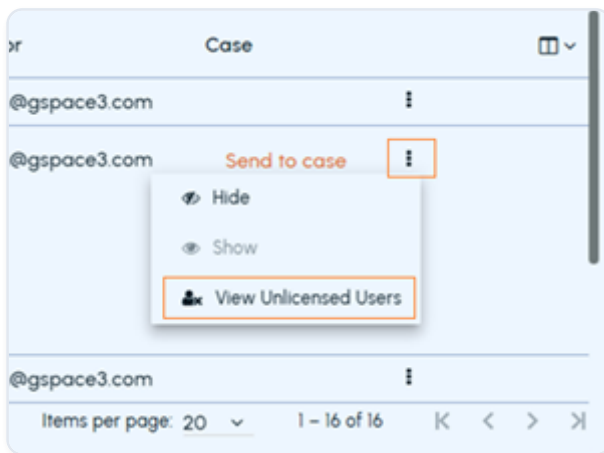 or Case
@gspace3.com
@gspace3.com Send to case
Hide
Show
View Unlicensed Users
@gspace3.com
Items per page: 20 1 – 16 of 16